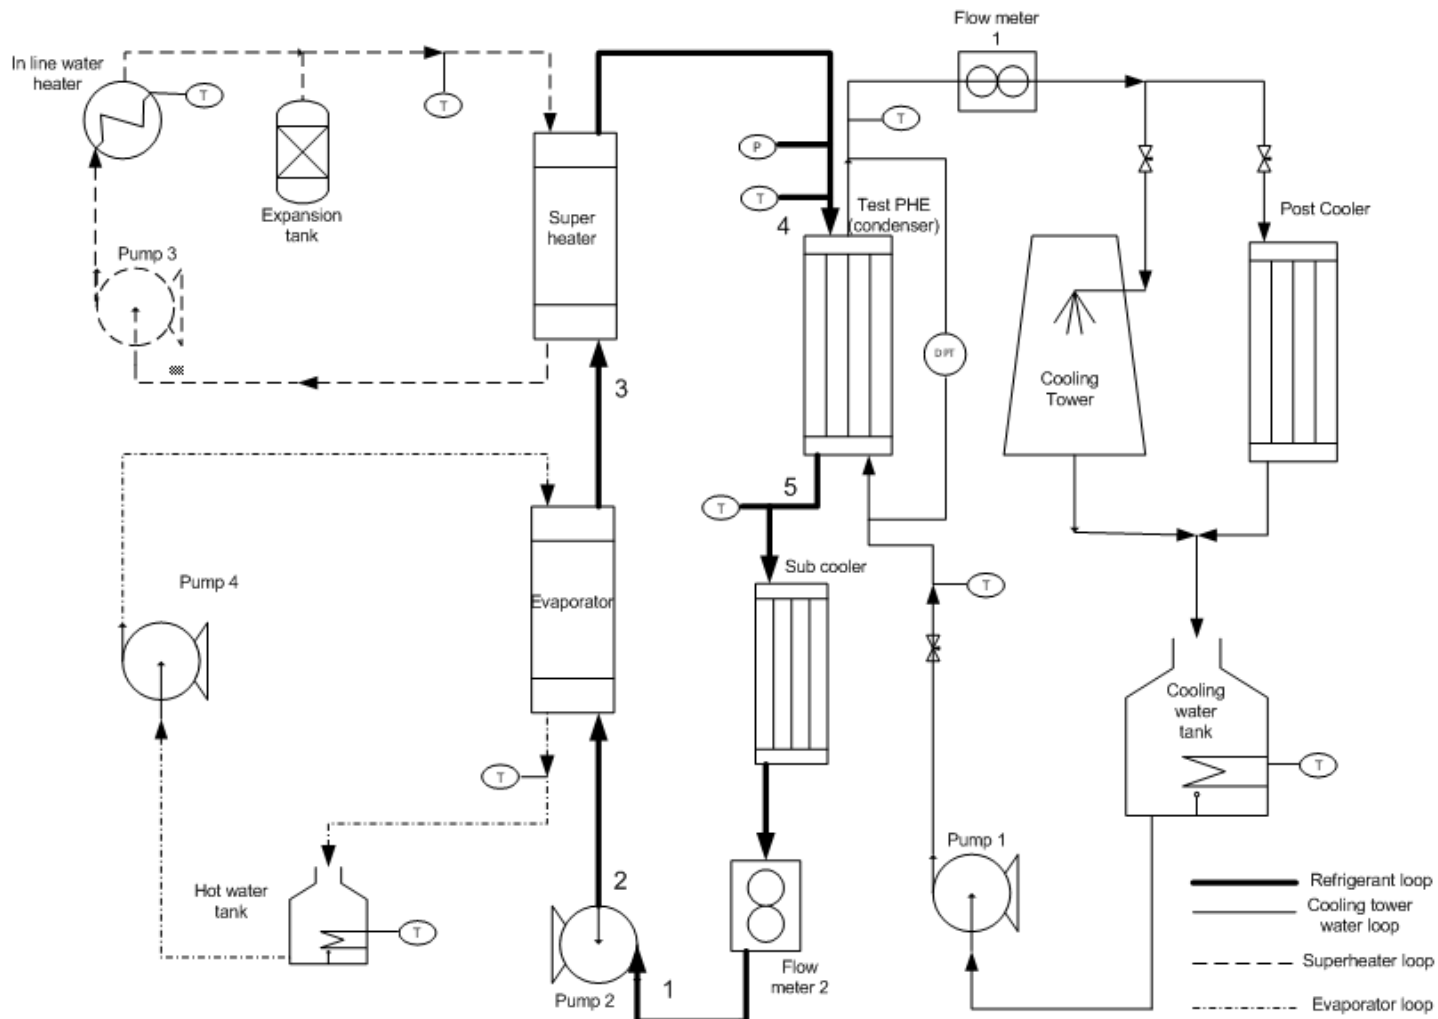 Flow meter
1
In line water
heater
T
T
T
P
T
Test PHE
(condenser)
4
Post Cooler
Super
heater
Expansion
tank
Pump 3
DPT
Cooling
Tower
3
5
T
Sub cooler
T
Pump 4
Evaporator
Cooling
water
tank
T
T
Pump 1
2
Hot water
tank
T
Refrigerant loop
Cooling tower
water loop
Superheater loop
Evaporator loop
Flow
meter 2
1
Pump 2